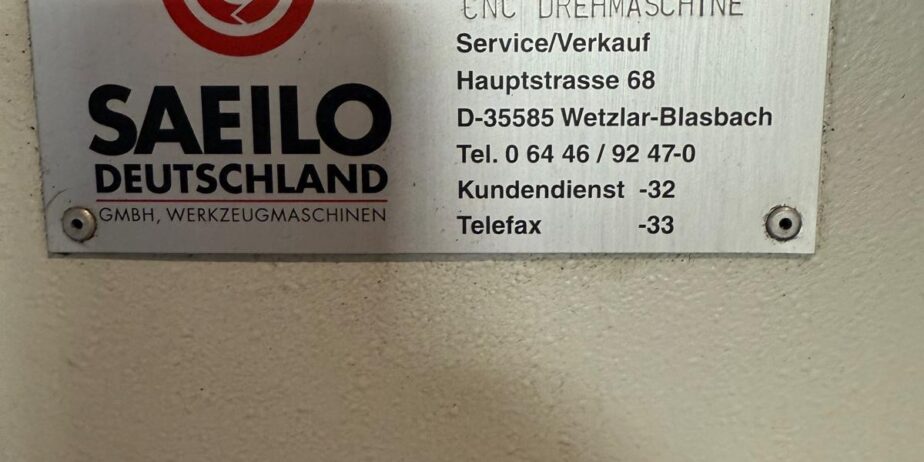 CNC DREHMASCHINE
Service/Verkauf
Hauptstrasse 68
D-35585 Wetzlar-Blasbach
Tel. 0 64 46 / 92 47-0
Kundendienst -32
Telefax -33
SAEILO
DEUTSCHLAND
GMBH, WERKZEUGMASCHINEN